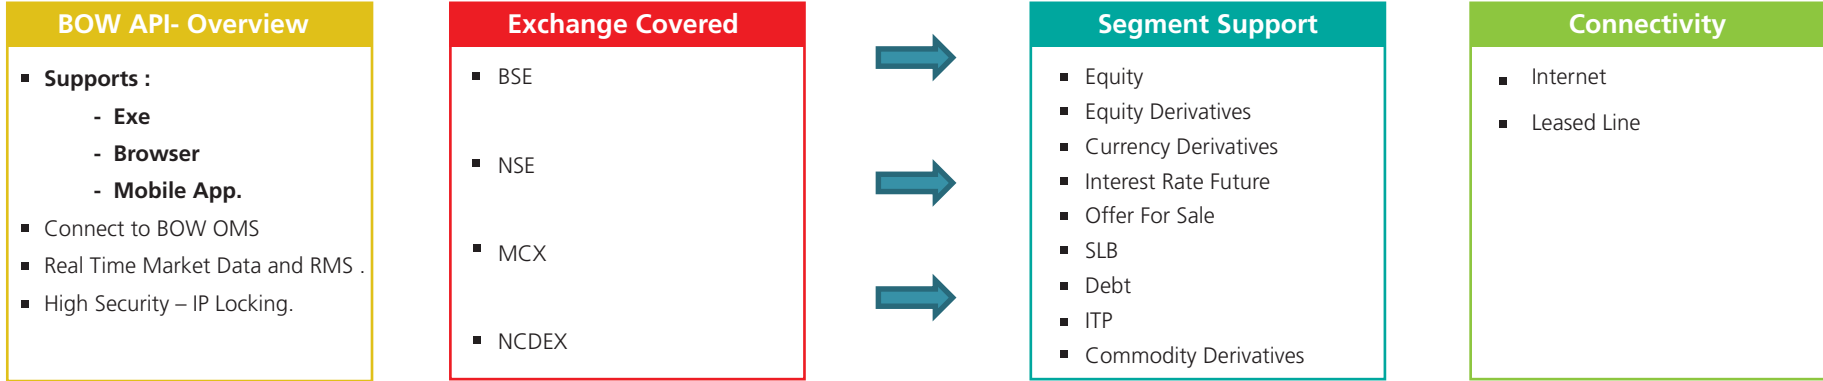 BOW API- Overview
Supports :
- Exe
- Browser
- Mobile App.
Connect to BOW OMS
Real Time Market Data and RMS .
High Security – IP Locking.
Exchange Covered
BSE
NSE
MCX
NCDEX
Segment Support
Equity
Equity Derivatives
Currency Derivatives
Interest Rate Future
Offer For Sale
SLB
Debt
ITP
Commodity Derivatives
Connectivity
Internet
Leased Line